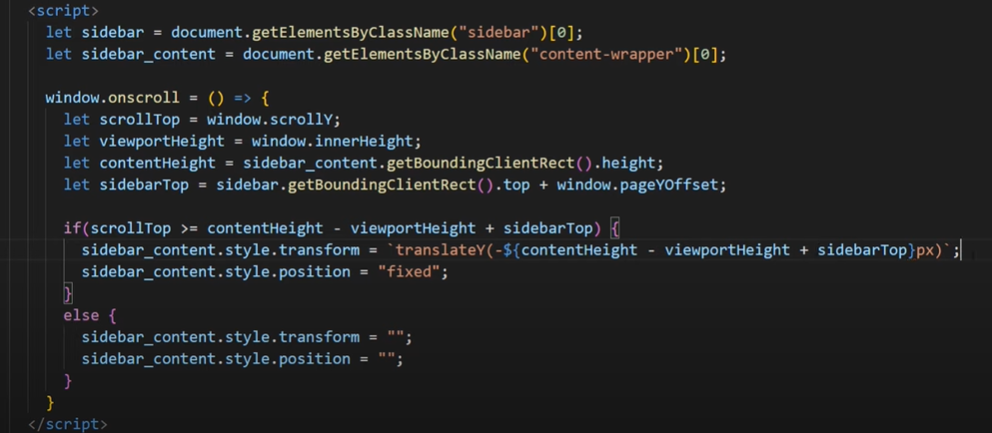 <script>
let sidebar = document.getElementsByClassName("sidebar")[0];
let sidebar_content = document.getElementsByClassName("content-wrapper")[0];
window.onscroll = () => {
let scrollTop = window.scrollY;
let viewportHeight = window.innerHeight;
let contentHeight = sidebar_content.getBoundingClientRect().height;
let sidebarTop = sidebar.getBoundingClientRect().top + window.pageYOffset;
if(scrollTop >= contentHeight - viewportHeight + sidebarTop) {
sidebar_content.style.transform = `translateY(-${contentHeight - viewportHeight + sidebarTop}px)`;
sidebar_content.style.position = "fixed";
}
else {
sidebar_content.style.transform = "";
sidebar_content.style.position = "";
}
}
</script>